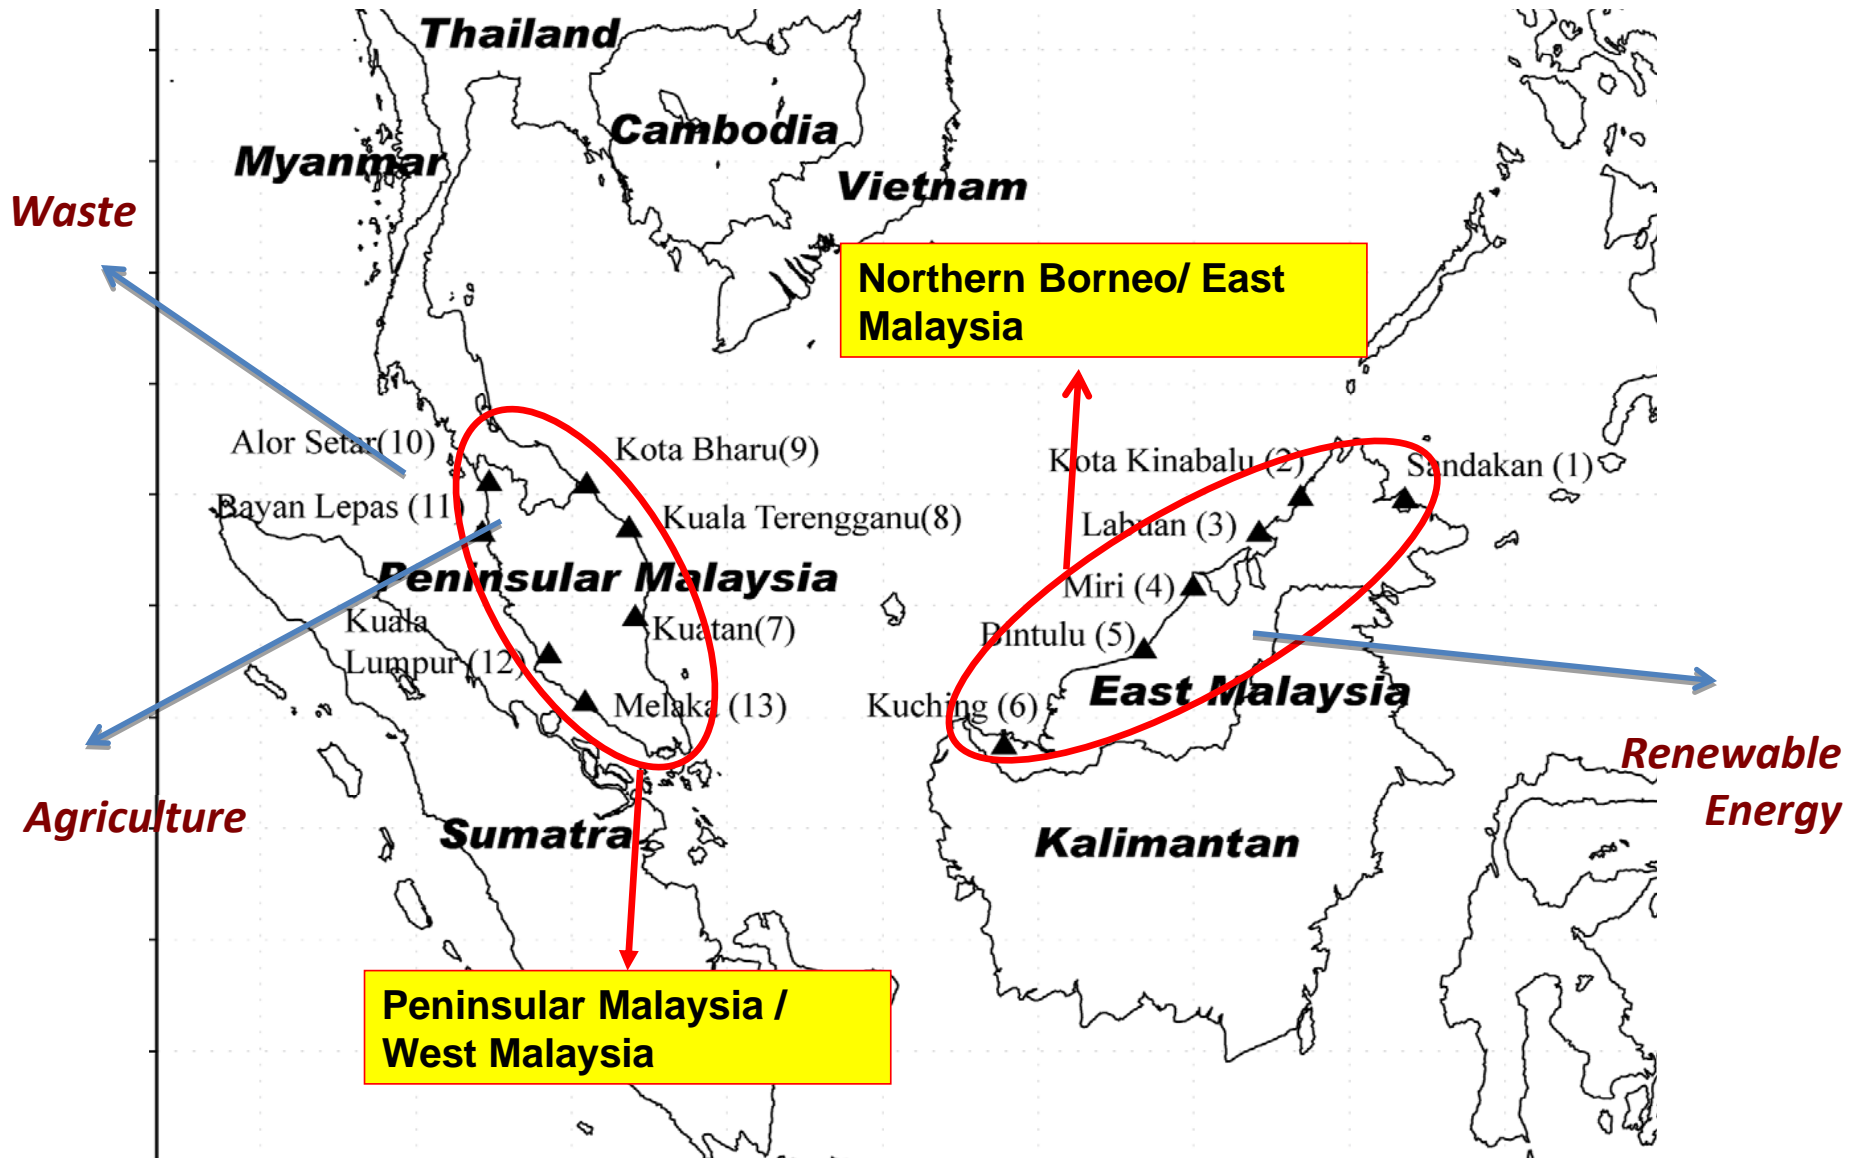 Thailand
Cambodia
Myanmar
Vietnam
Waste
Northern Borneo/ East
Malaysia
Alor Setar(10)
Kota Bharu(9)
Kota Kinabalu (2)
Sandakan (1)
Bayan Lepas (11)
Kuala Terengganu(8)
Labuan (3)
Peninsular Malaysia
Miri (4)
Kuala
Lumpur (12)
Kuatan(7)
Bintulu (5)
East Malaysia
Melaka (13)
Kuching (6)
Renewable
Energy
Agriculture
Sumatra
Kalimantan
Peninsular Malaysia /
West Malaysia